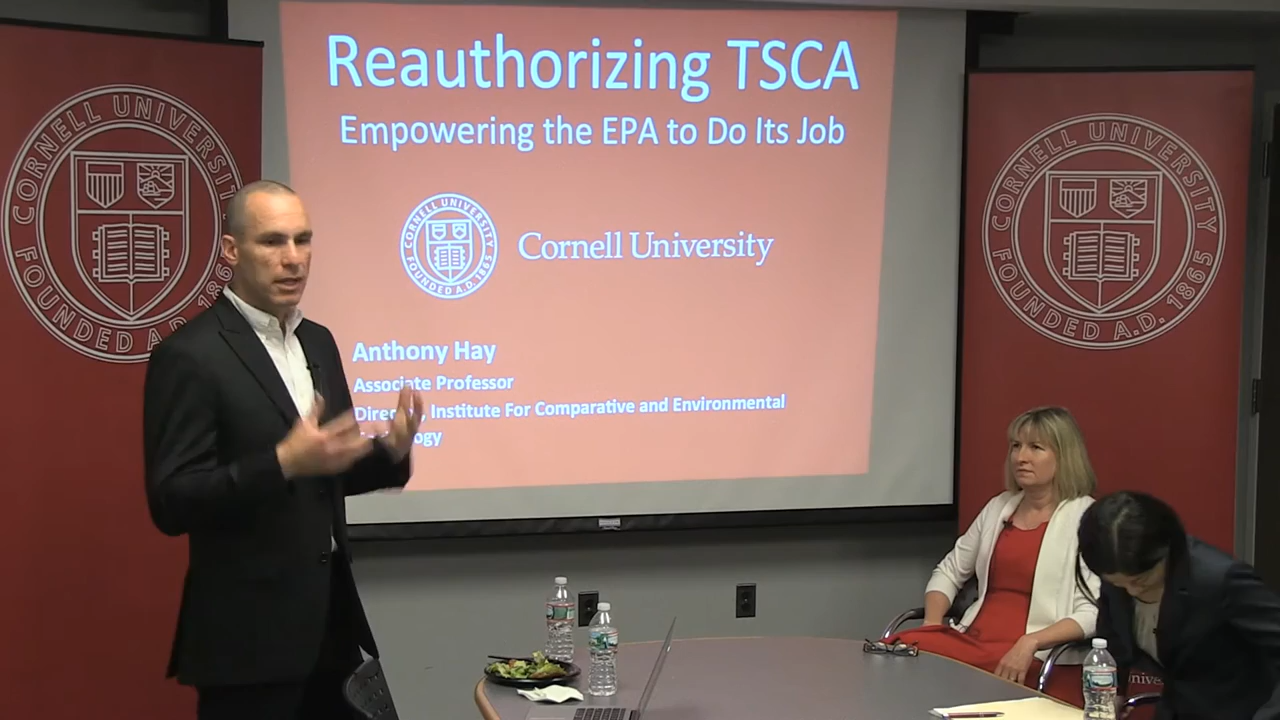 Reauthorizing TSCA
Empowering the EPA to Do Its Job
CORNELL UNIVERSITY
FOUNDED A.D. 1865
Cornell University
Anthony Hay
Associate Professor
Institute For Comparative and Environmental
CORNELL UNIVERSITY
FOUNDED A.D. 186
CORNELL UNIVERSITY
FOUNDED A.D. 1865